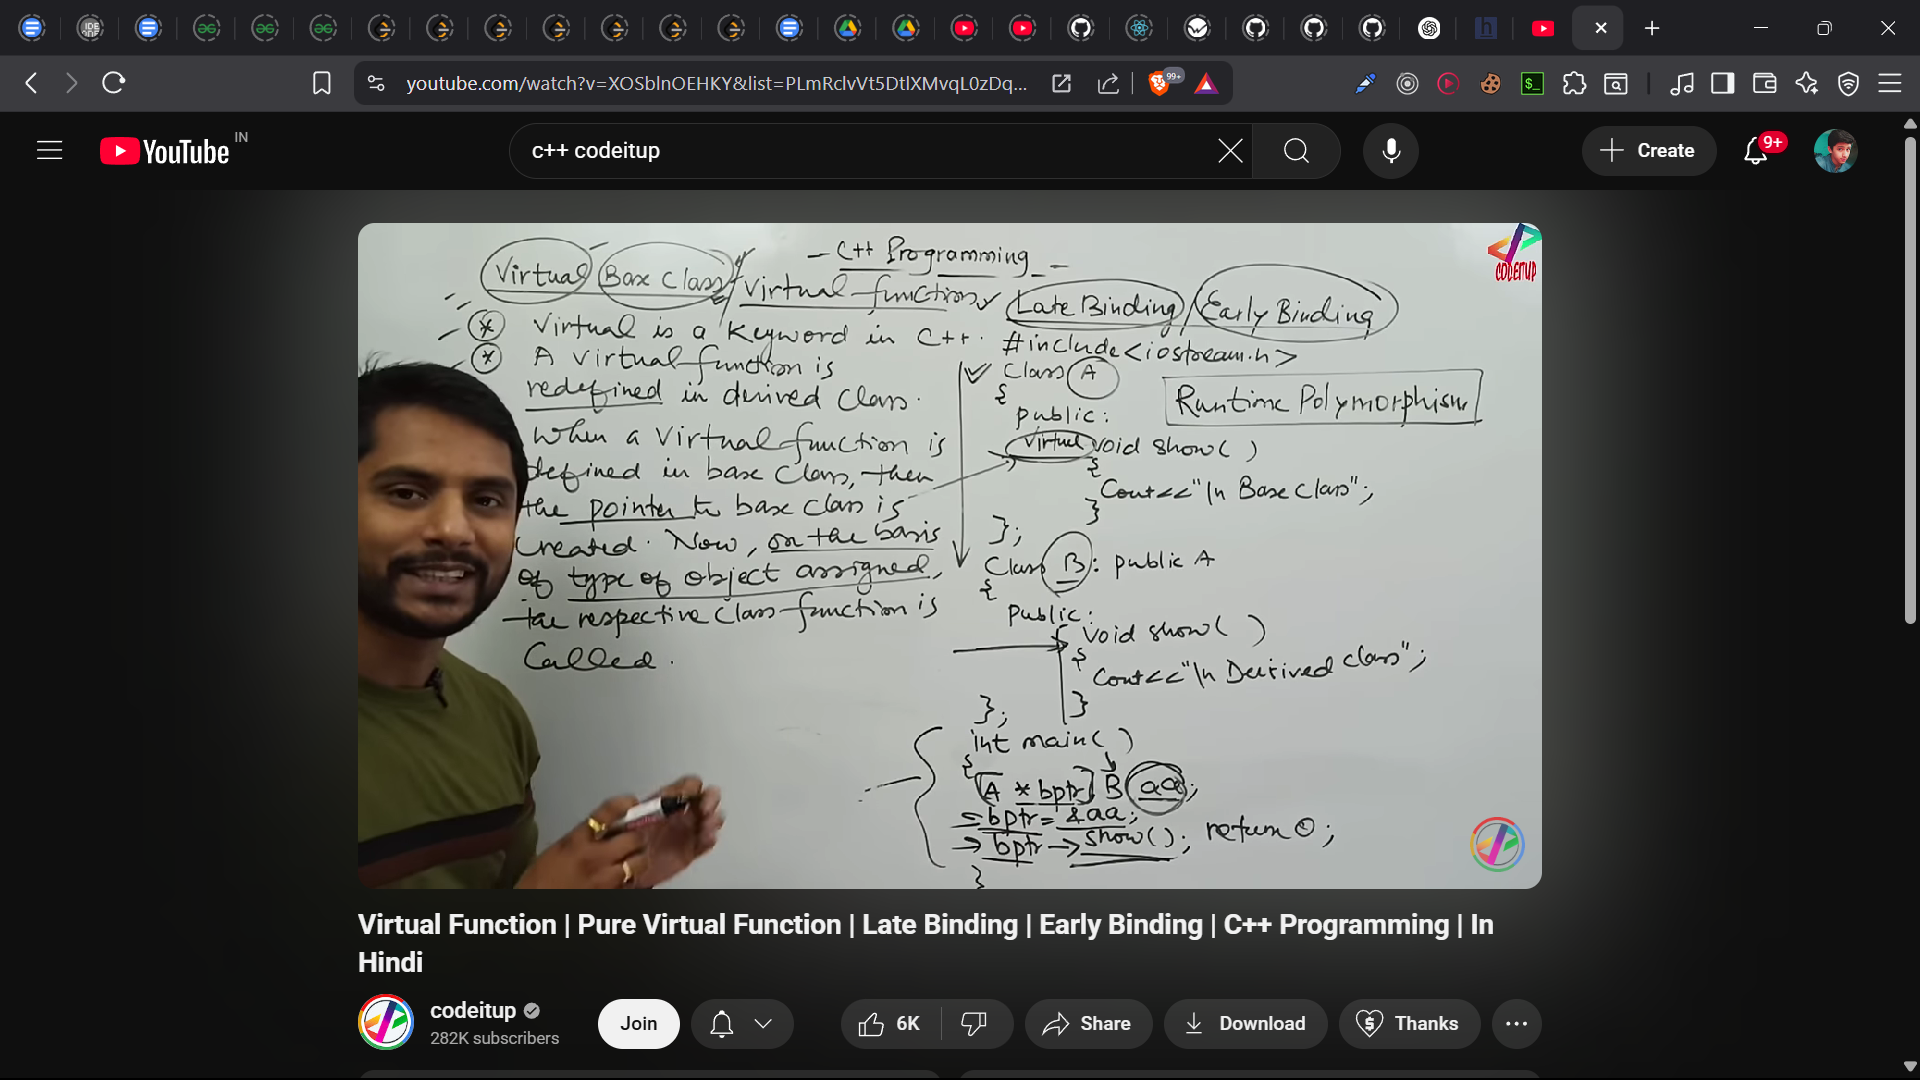 youtube.com/watch?v=XOSblnOEHKY&list=PLmRclvVt5DtlXMvqL0zDq...
99+
YouTube IN
c++ codeitup
Create
9+
- C++ Programming -
Virtual Base Class / Virtual function, Late Binding / Early Binding
CODEITUP
* Virtual is a Keyword in C++.
* A Virtual function is
redefined in derived Class.
When a Virtual function is
defined in base Class, then
the pointer to base class is
Created. Now, on the basis
of type of object assigned,
the respective Class function is
Called.
#include<iostream.h>
Class A
{
Runtime Polymorphism
public:
Virtual void show( )
{
Cout<<"\n Base Class";
}
};
Class B : public A
{
Public:
void show( )
{
Cout<<"\n Derived class";
}
};
int main( )
{
A *bptr; B aa;
bptr = &aa;
bptr->show(); return 0;
}
Virtual Function | Pure Virtual Function | Late Binding | Early Binding | C++ Programming | In
Hindi
codeitup
282K subscribers
Join
6K
Share
Download
Thanks